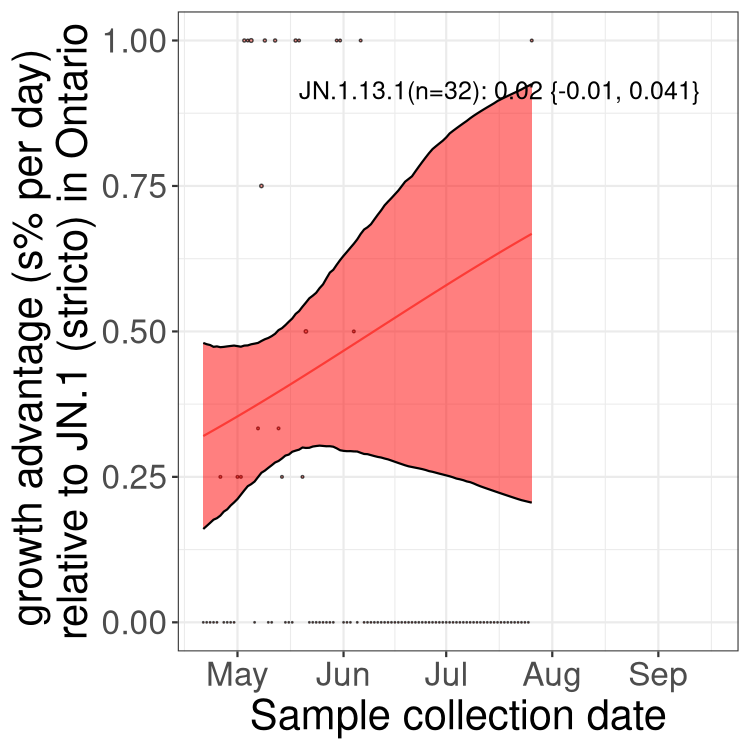 growth advantage (s% per day)
relative to JN.1 (stricto) in Ontario
1.00
0.75
0.50
0.25
0.00
JN.1.13.1(n=32): 0.02 {-0.01, 0.041}
May Jun Jul Aug Sep
Sample collection date